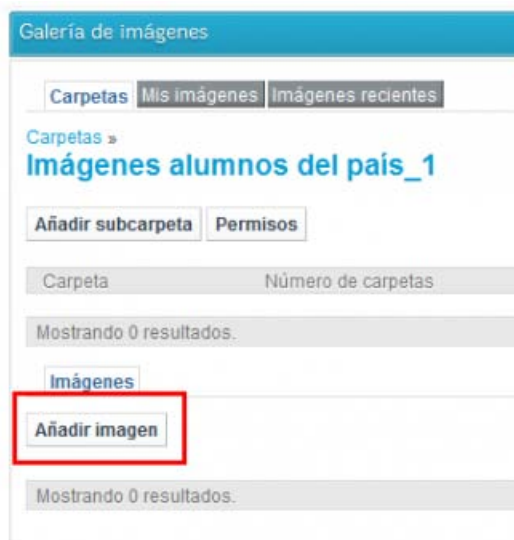 Galería de imágenes
Carpetas Mis imágenes Imágenes recientes
Carpetas »
Imágenes alumnos del país_1
Añadir subcarpeta Permisos
Carpeta Número de carpetas
Mostrando 0 resultados.
Imágenes
Añadir imagen
Mostrando 0 resultados.